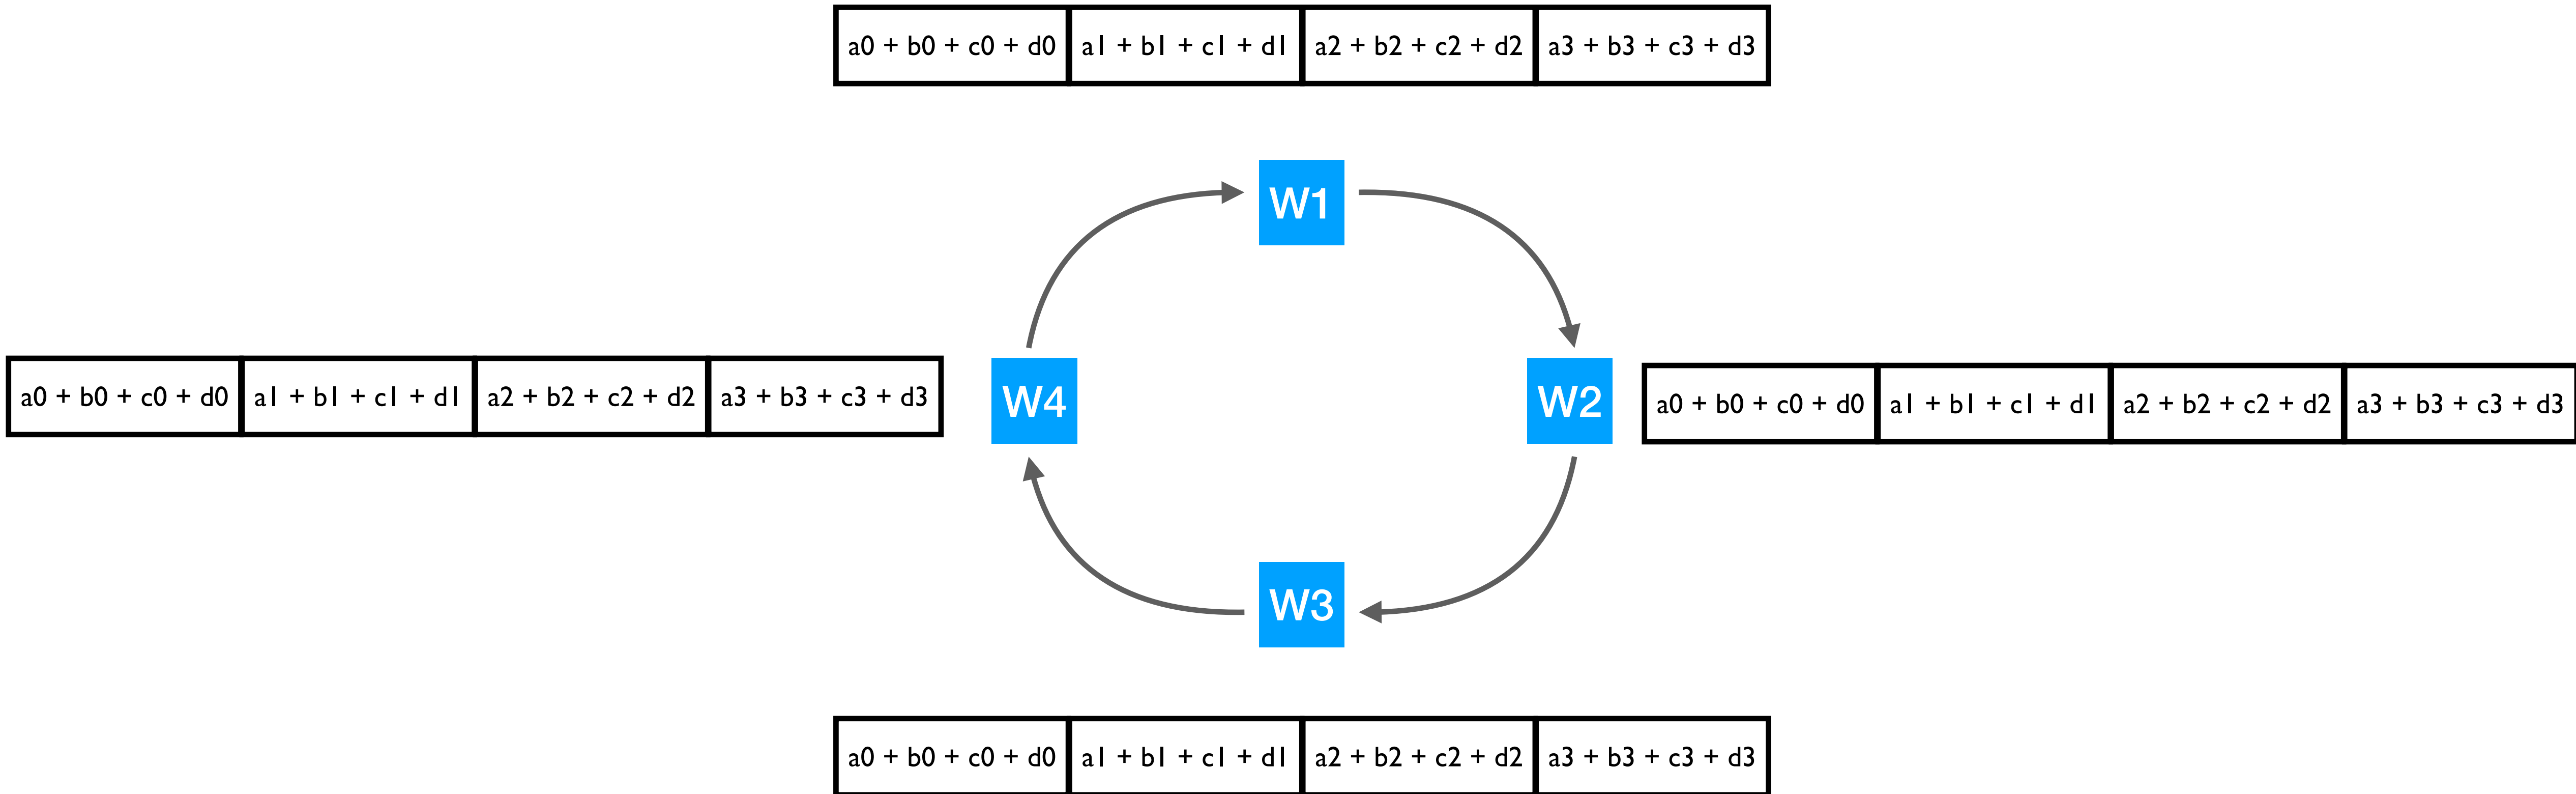 a0 + b0 + c0 + d0 a1 + b1 + c1 + d1 a2 + b2 + c2 + d2 a3 + b3 + c3 + d3
W1
a0 + b0 + c0 + d0 a1 + b1 + c1 + d1 a2 + b2 + c2 + d2 a3 + b3 + c3 + d3
W4
W2
a0 + b0 + c0 + d0 a1 + b1 + c1 + d1 a2 + b2 + c2 + d2 a3 + b3 + c3 + d3
W3
a0 + b0 + c0 + d0 a1 + b1 + c1 + d1 a2 + b2 + c2 + d2 a3 + b3 + c3 + d3